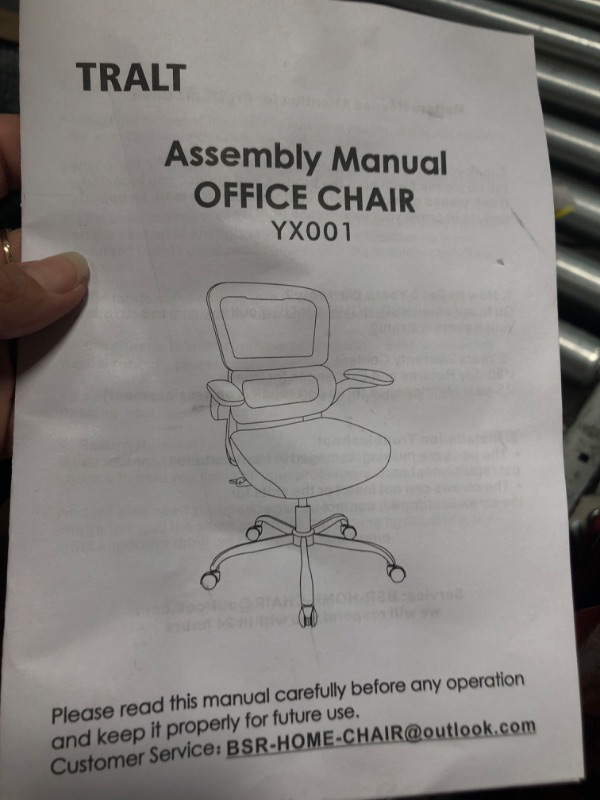 TRALT
Assembly Manual
OFFICE CHAIR
YX001
Please read this manual carefully before any operation
and keep it properly for future use.
Customer Service: BSR-HOME-CHAIR@outlook.com